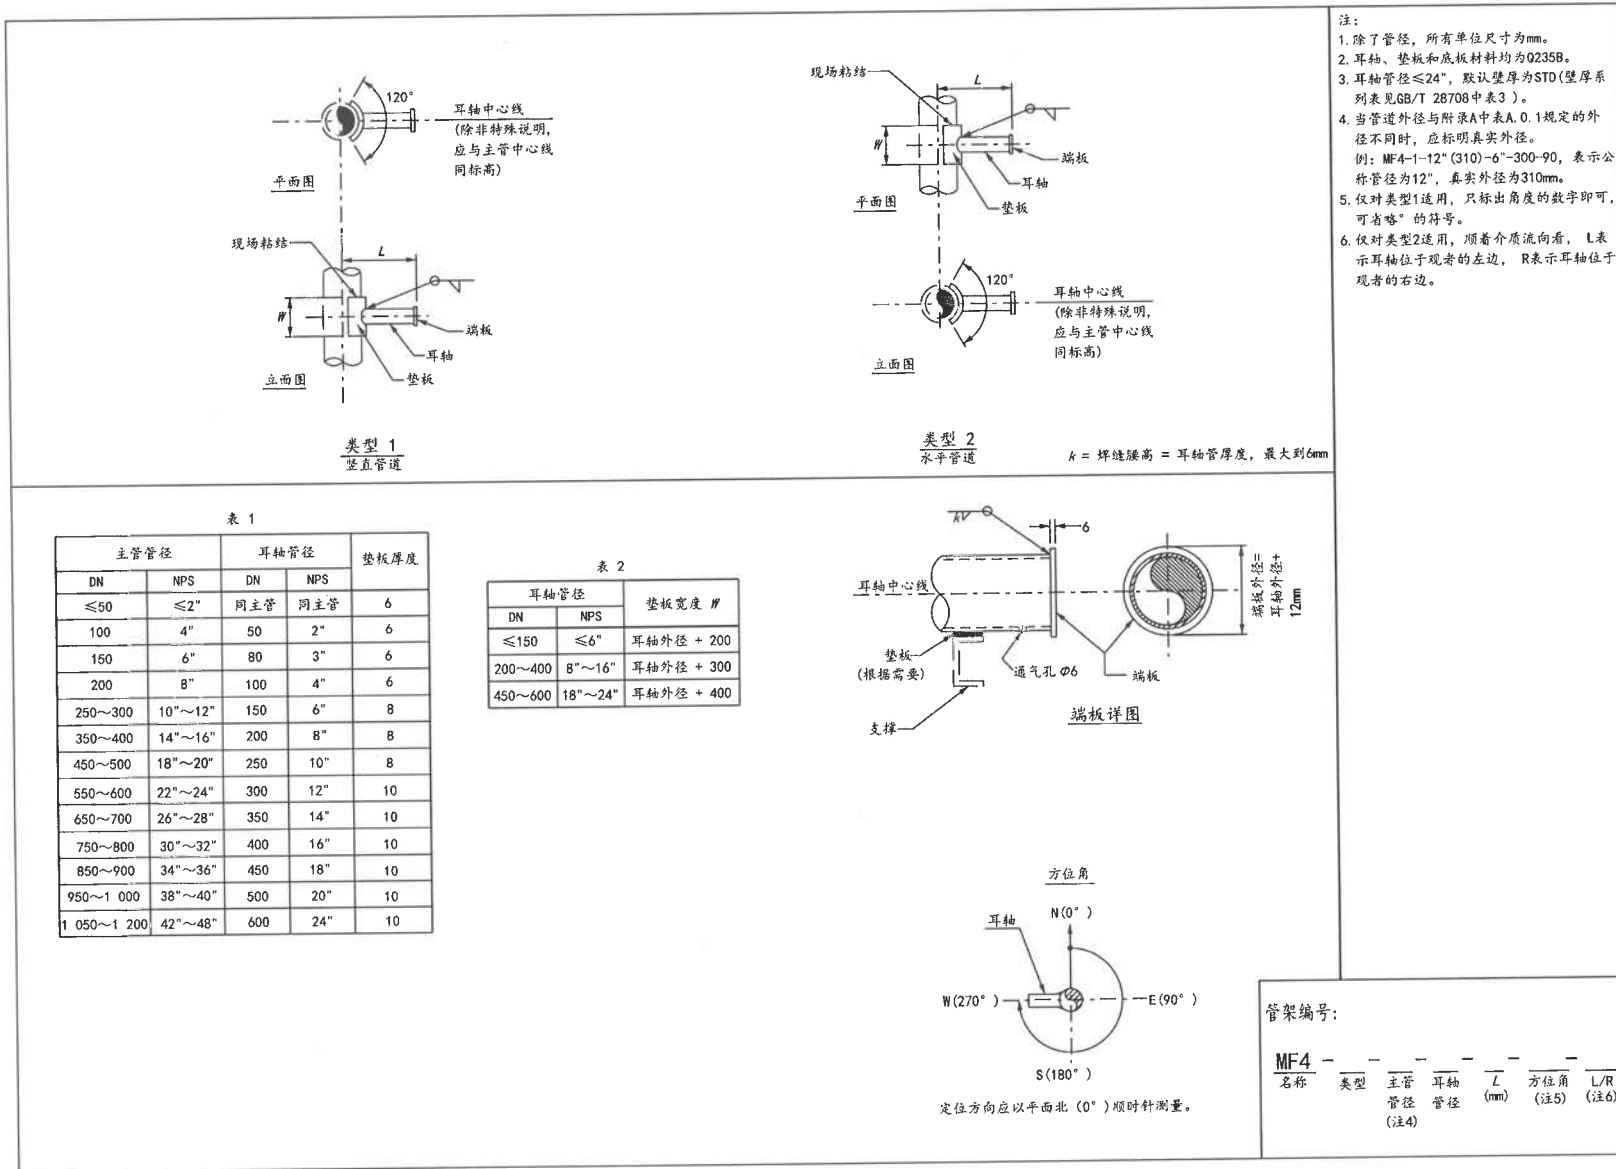 120°
耳轴中心线
(除非特殊说明,
应与主管中心线
同标高)
平面图
现场粘结
L
W
端板
耳轴
垫板
立面图
类型 1
竖直管道
现场粘结
L
W
端板
耳轴
垫板
平面图
120°
耳轴中心线
(除非特殊说明,
应与主管中心线
同标高)
立面图
类型 2
水平管道
k = 焊缝腰高 = 耳轴管厚度, 最大到6mm
注:
1. 除了管径, 所有单位尺寸为mm。
2. 耳轴、垫板和底板材料均为Q235B。
3. 耳轴管径≤24", 默认壁厚为STD(壁厚系
列表见GB/T 28708中表3 )。
4. 当管道外径与附录A中表A.0.1规定的外
径不同时, 应标明真实外径。
例: MF4-1-12"(310)-6"-300-90, 表示公
称管径为12", 真实外径为310mm。
5. 仅对类型1适用, 只标出角度的数字即可,
可省略°的符号。
6. 仅对类型2适用, 顺着介质流向看, L表
示耳轴位于观者的左边, R表示耳轴位于
观者的右边。
表 1
主管管径 耳轴管径 垫板厚度
DN NPS DN NPS
≤50 ≤2" 同主管 同主管 6
100 4" 50 2" 6
150 6" 80 3" 6
200 8" 100 4" 6
250~300 10"~12" 150 6" 8
350~400 14"~16" 200 8" 8
450~500 18"~20" 250 10" 8
550~600 22"~24" 300 12" 10
650~700 26"~28" 350 14" 10
750~800 30"~32" 400 16" 10
850~900 34"~36" 450 18" 10
950~1 000 38"~40" 500 20" 10
1 050~1 200 42"~48" 600 24" 10
表 2
耳轴管径 垫板宽度 W
DN NPS
≤150 ≤6" 耳轴外径 + 200
200~400 8"~16" 耳轴外径 + 300
450~600 18"~24" 耳轴外径 + 400
k
6
耳轴中心线
垫板
(根据需要)
通气孔 Φ6
端板
支撑
端板外径=
耳轴外径+
12mm
端板详图
方位角
N(0° )
耳轴
W(270° )
E(90° )
S(180° )
定位方向应以平面北 (0° )顺时针测量。
管架编号:
MF4 - - - - - -
名称 类型 主管 耳轴 L 方位角 L/R
管径 管径 (mm) (注5) (注6)
(注4)